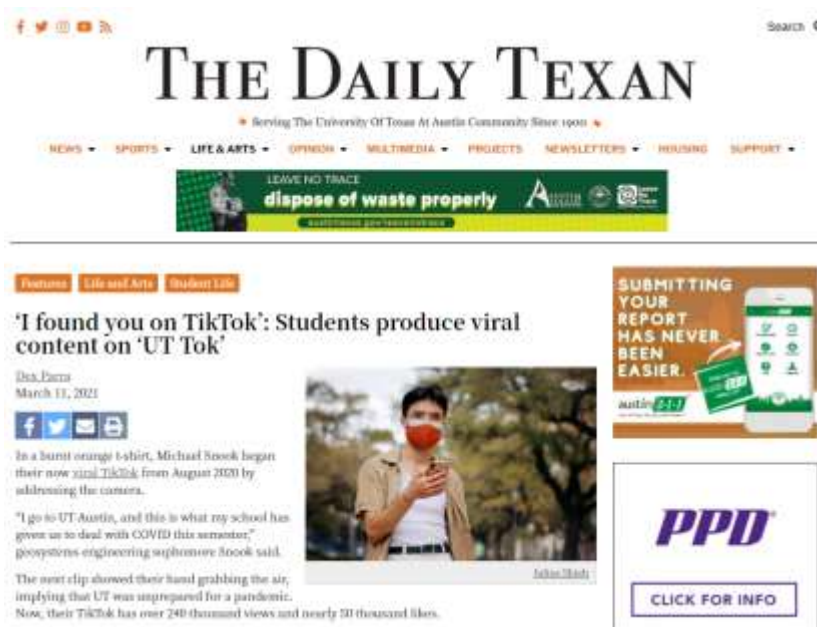 Search
THE DAILY TEXAN
Serving The University Of Texas At Austin Community Since 1900
NEWS SPORTS LIFE & ARTS OPINION MULTIMEDIA PROJECTS NEWSLETTERS HOUSING SUPPORT
LEAVE NO TRACE
dispose of waste properly
Features Life and Arts Student Life
SUBMITTING
YOUR
REPORT
HAS NEVER
BEEN
EASIER.
austin 3-1-1
‘I found you on TikTok’: Students produce viral
content on ‘UT Tok’
March 11, 2021
In a burnt orange t-shirt, Michael Snook began
their now viral TikTok from August 2020 by
addressing the camera.
“I go to UT-Austin, and this is what my school has
given us to deal with COVID this semester,”
geosystems engineering sophomore Snook said.
The next clip showed their hand grabbing the air,
implying that UT was unprepared for a pandemic.
Now, their TikTok has over 240 thousand views and nearly 50 thousand likes.
PPD
CLICK FOR INFO